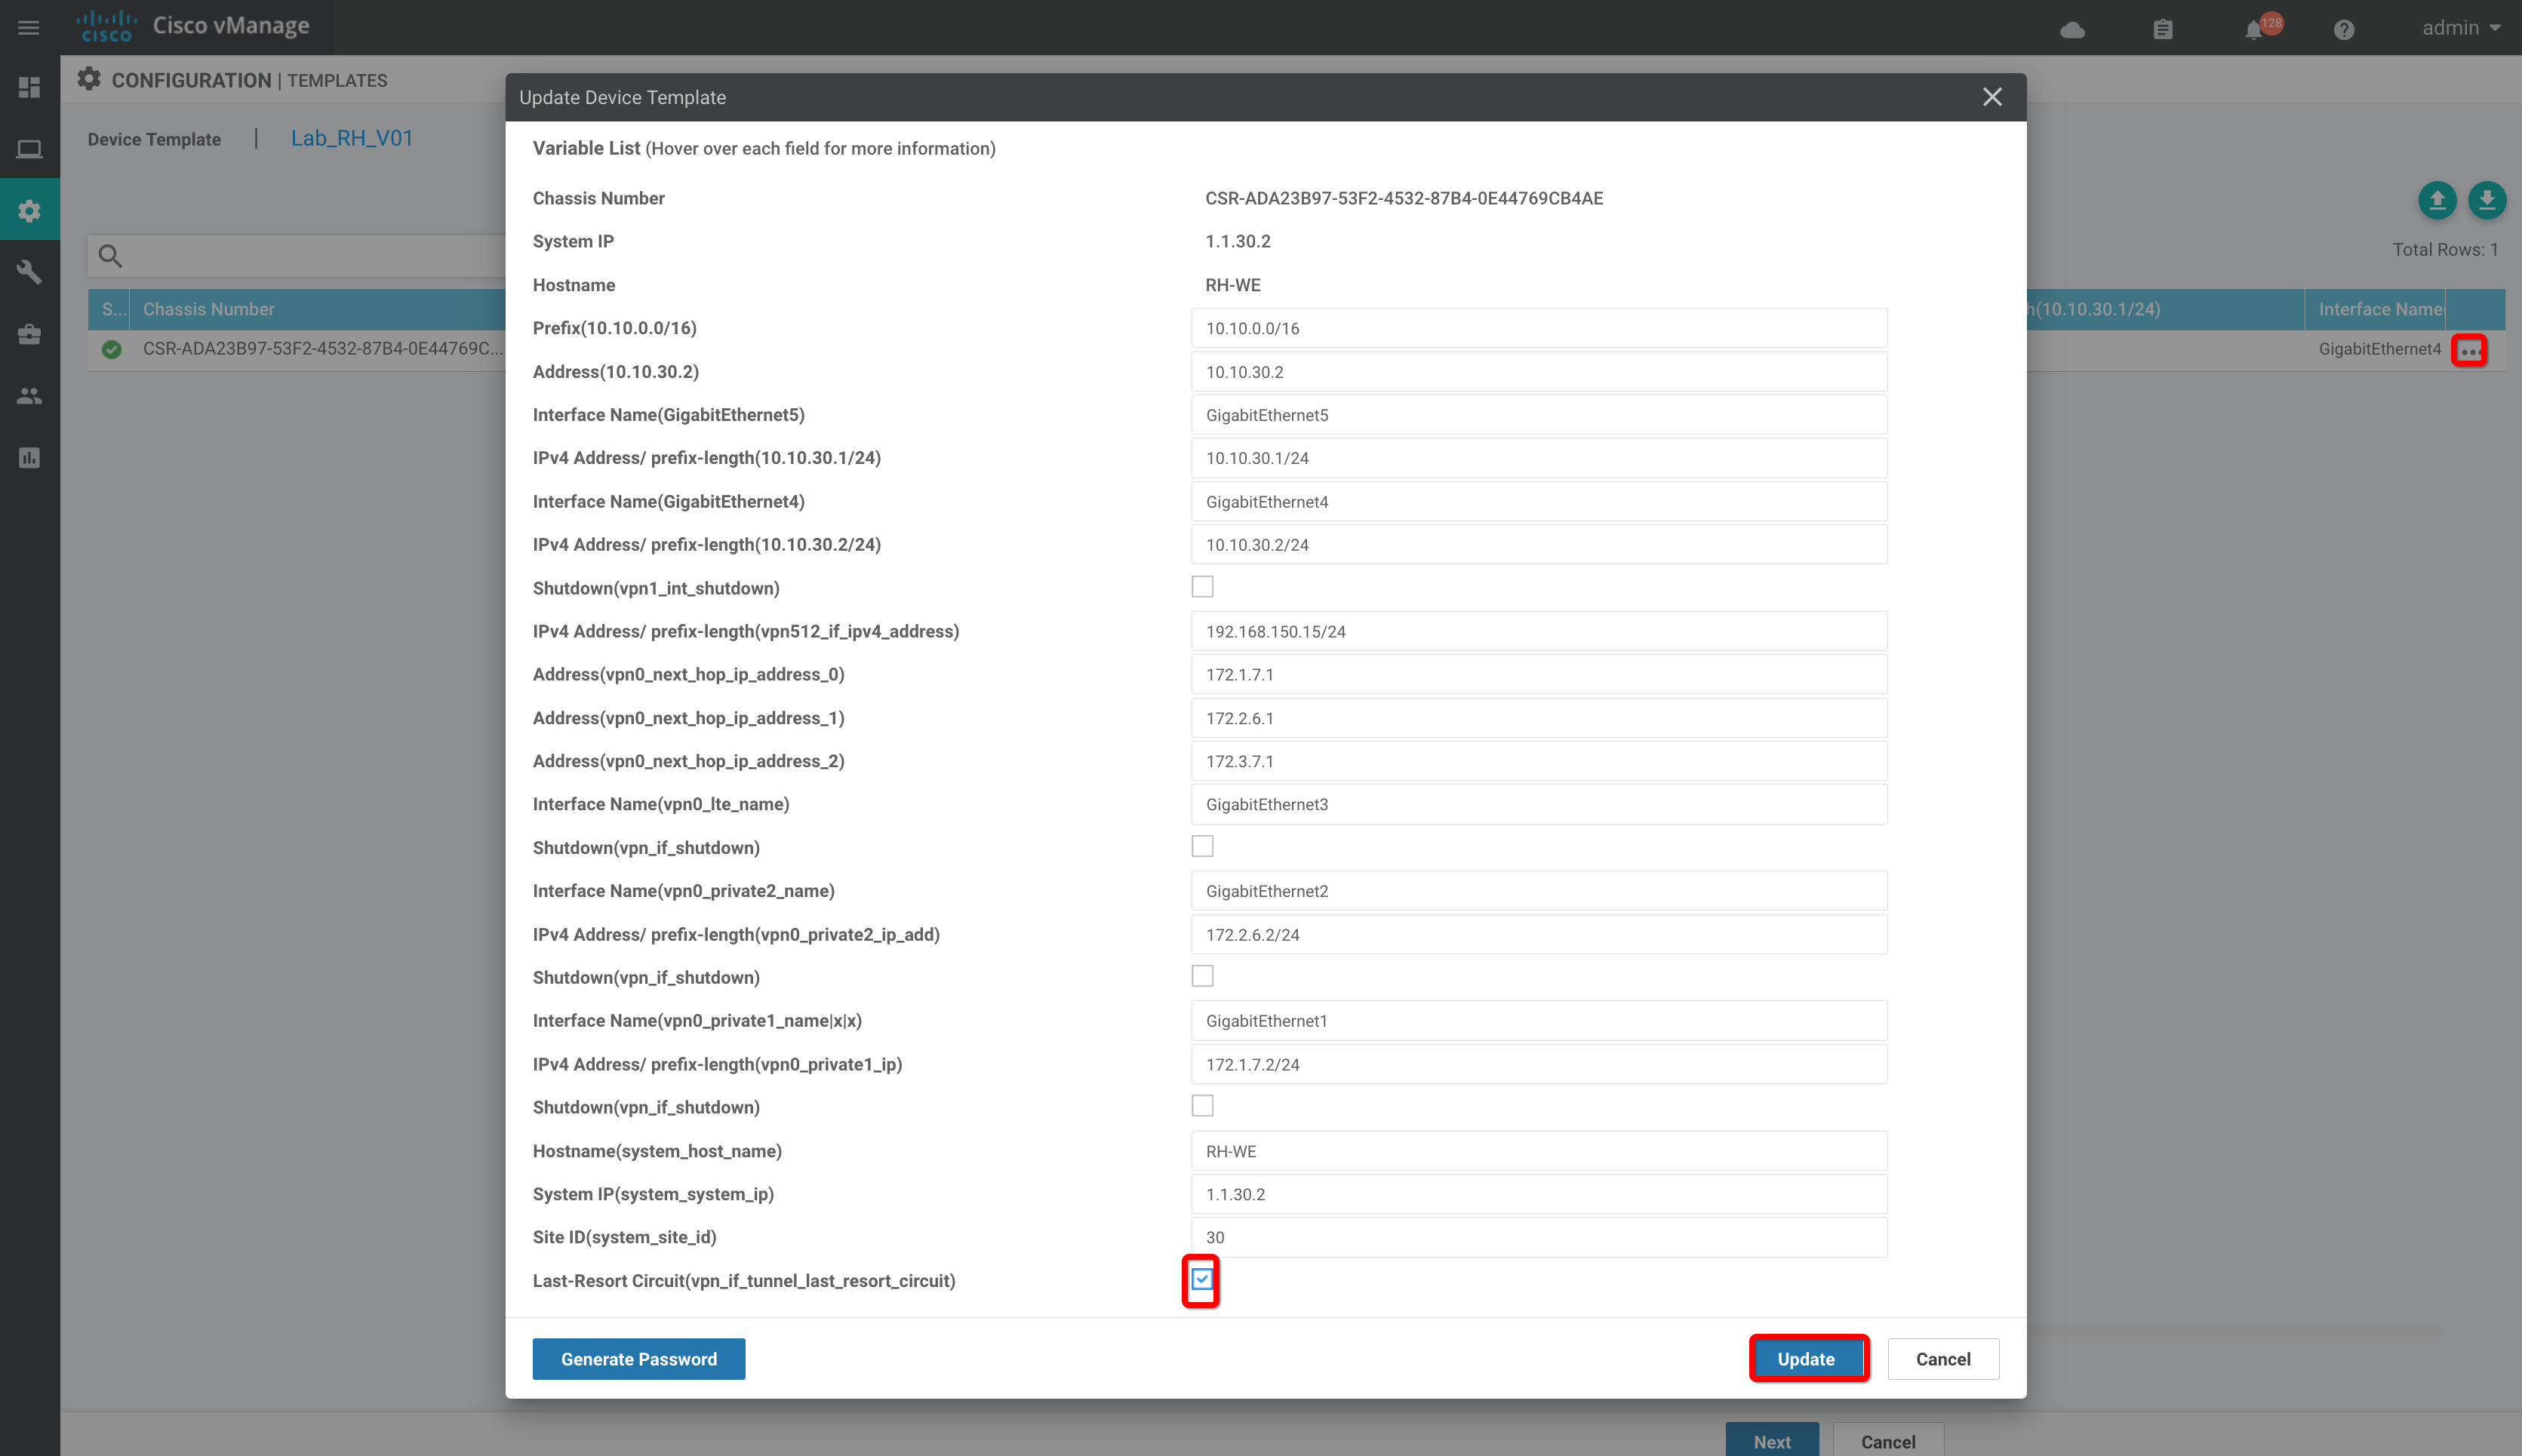 cisco Cisco vManage
128
admin
CONFIGURATION | TEMPLATES
Device Template | Lab_RH_V01
Total Rows: 1
S... Chassis Number
h(10.10.30.1/24) Interface Name
CSR-ADA23B97-53F2-4532-87B4-0E44769C...
GigabitEthernet4
Update Device Template
Variable List (Hover over each field for more information)
Chassis Number CSR-ADA23B97-53F2-4532-87B4-0E44769CB4AE
System IP 1.1.30.2
Hostname RH-WE
Prefix(10.10.0.0/16) 10.10.0.0/16
Address(10.10.30.2) 10.10.30.2
Interface Name(GigabitEthernet5) GigabitEthernet5
IPv4 Address/ prefix-length(10.10.30.1/24) 10.10.30.1/24
Interface Name(GigabitEthernet4) GigabitEthernet4
IPv4 Address/ prefix-length(10.10.30.2/24) 10.10.30.2/24
Shutdown(vpn1_int_shutdown)
IPv4 Address/ prefix-length(vpn512_if_ipv4_address) 192.168.150.15/24
Address(vpn0_next_hop_ip_address_0) 172.1.7.1
Address(vpn0_next_hop_ip_address_1) 172.2.6.1
Address(vpn0_next_hop_ip_address_2) 172.3.7.1
Interface Name(vpn0_lte_name) GigabitEthernet3
Shutdown(vpn_if_shutdown)
Interface Name(vpn0_private2_name) GigabitEthernet2
IPv4 Address/ prefix-length(vpn0_private2_ip_add) 172.2.6.2/24
Shutdown(vpn_if_shutdown)
Interface Name(vpn0_private1_name|x|x) GigabitEthernet1
IPv4 Address/ prefix-length(vpn0_private1_ip) 172.1.7.2/24
Shutdown(vpn_if_shutdown)
Hostname(system_host_name) RH-WE
System IP(system_system_ip) 1.1.30.2
Site ID(system_site_id) 30
Last-Resort Circuit(vpn_if_tunnel_last_resort_circuit)
Generate Password Update Cancel
Next Cancel